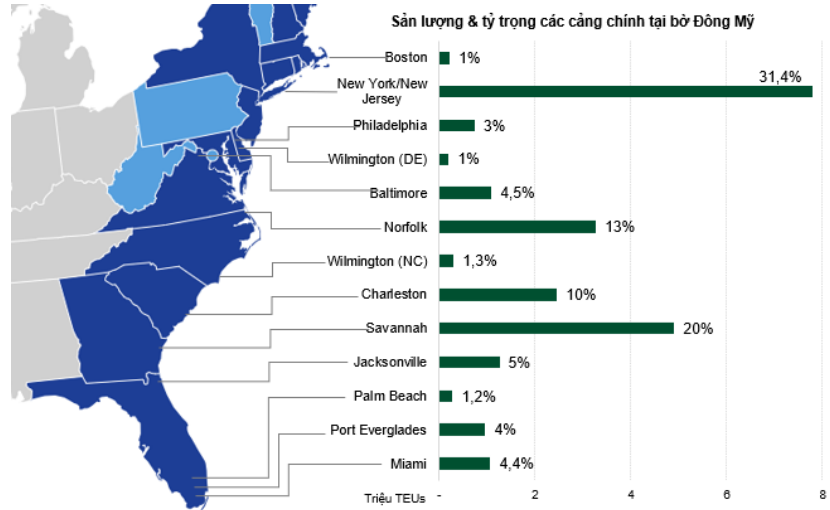 Sản lượng & tỷ trọng các cảng chính tại bờ Đông Mỹ
Boston 1%
New York/New
Jersey 31,4%
Philadelphia 3%
Wilmington (DE) 1%
Baltimore 4,5%
Norfolk 13%
Wilmington (NC) 1,3%
Charleston 10%
Savannah 20%
Jacksonville 5%
Palm Beach 1,2%
Port Everglades 4%
Miami 4,4%
Triệu TEUs - 2 4 6 8